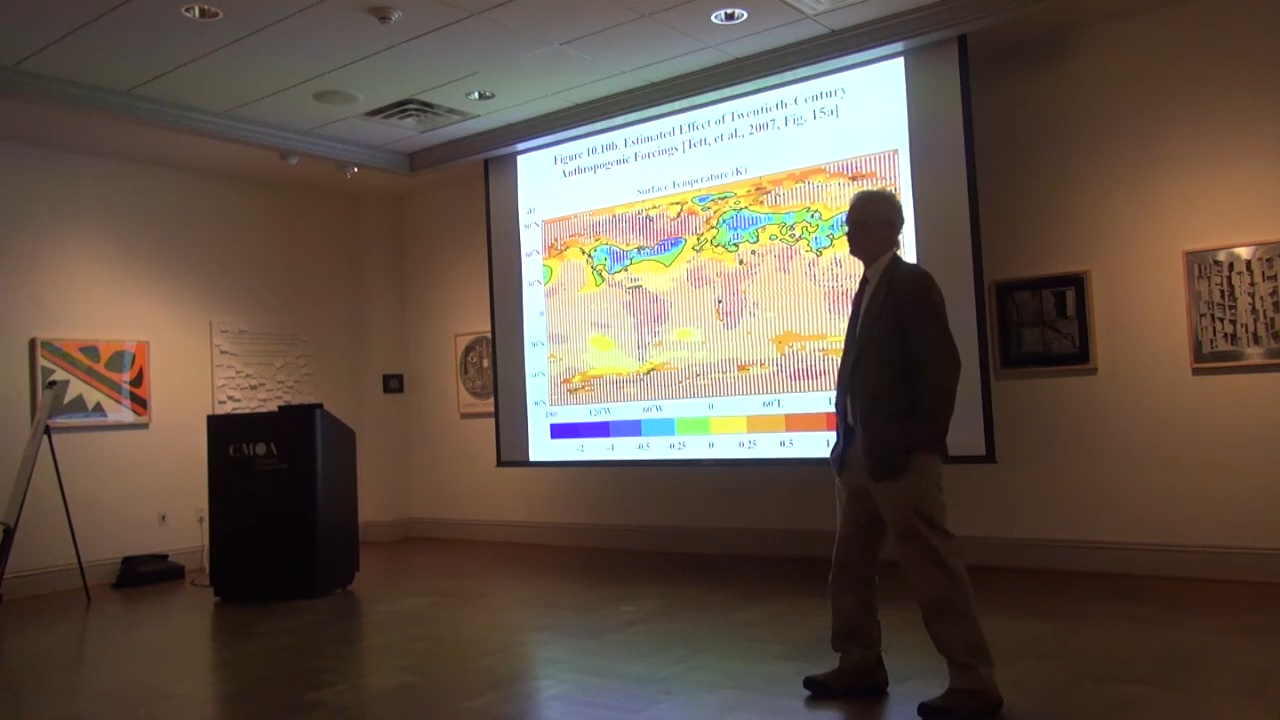 Figure 10.10b. Estimated Effect of Twentieth-Century
Anthropogenic Forcings [Tett, et al., 2007, Fig. 15a]
Surface Temperature (K)
a)
90°N
60°N
30°N
0
30°S
60°S
90°S
180 120°W 60°W 0 60°E
-2 -1 -0.5 -0.25 0 0.25 0.5 1
CMOA